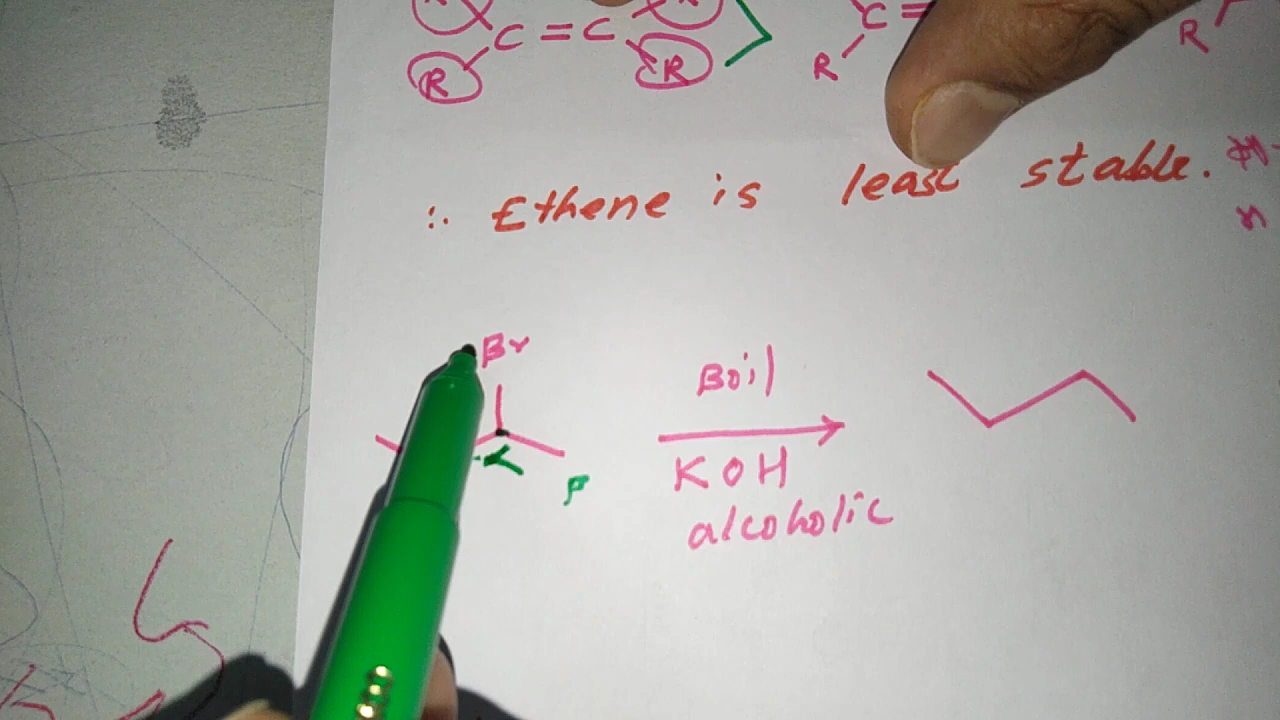 C = C C =
R R R R
∴ Ethene is least stable.
Br Boil
α β KOH
alcoholic